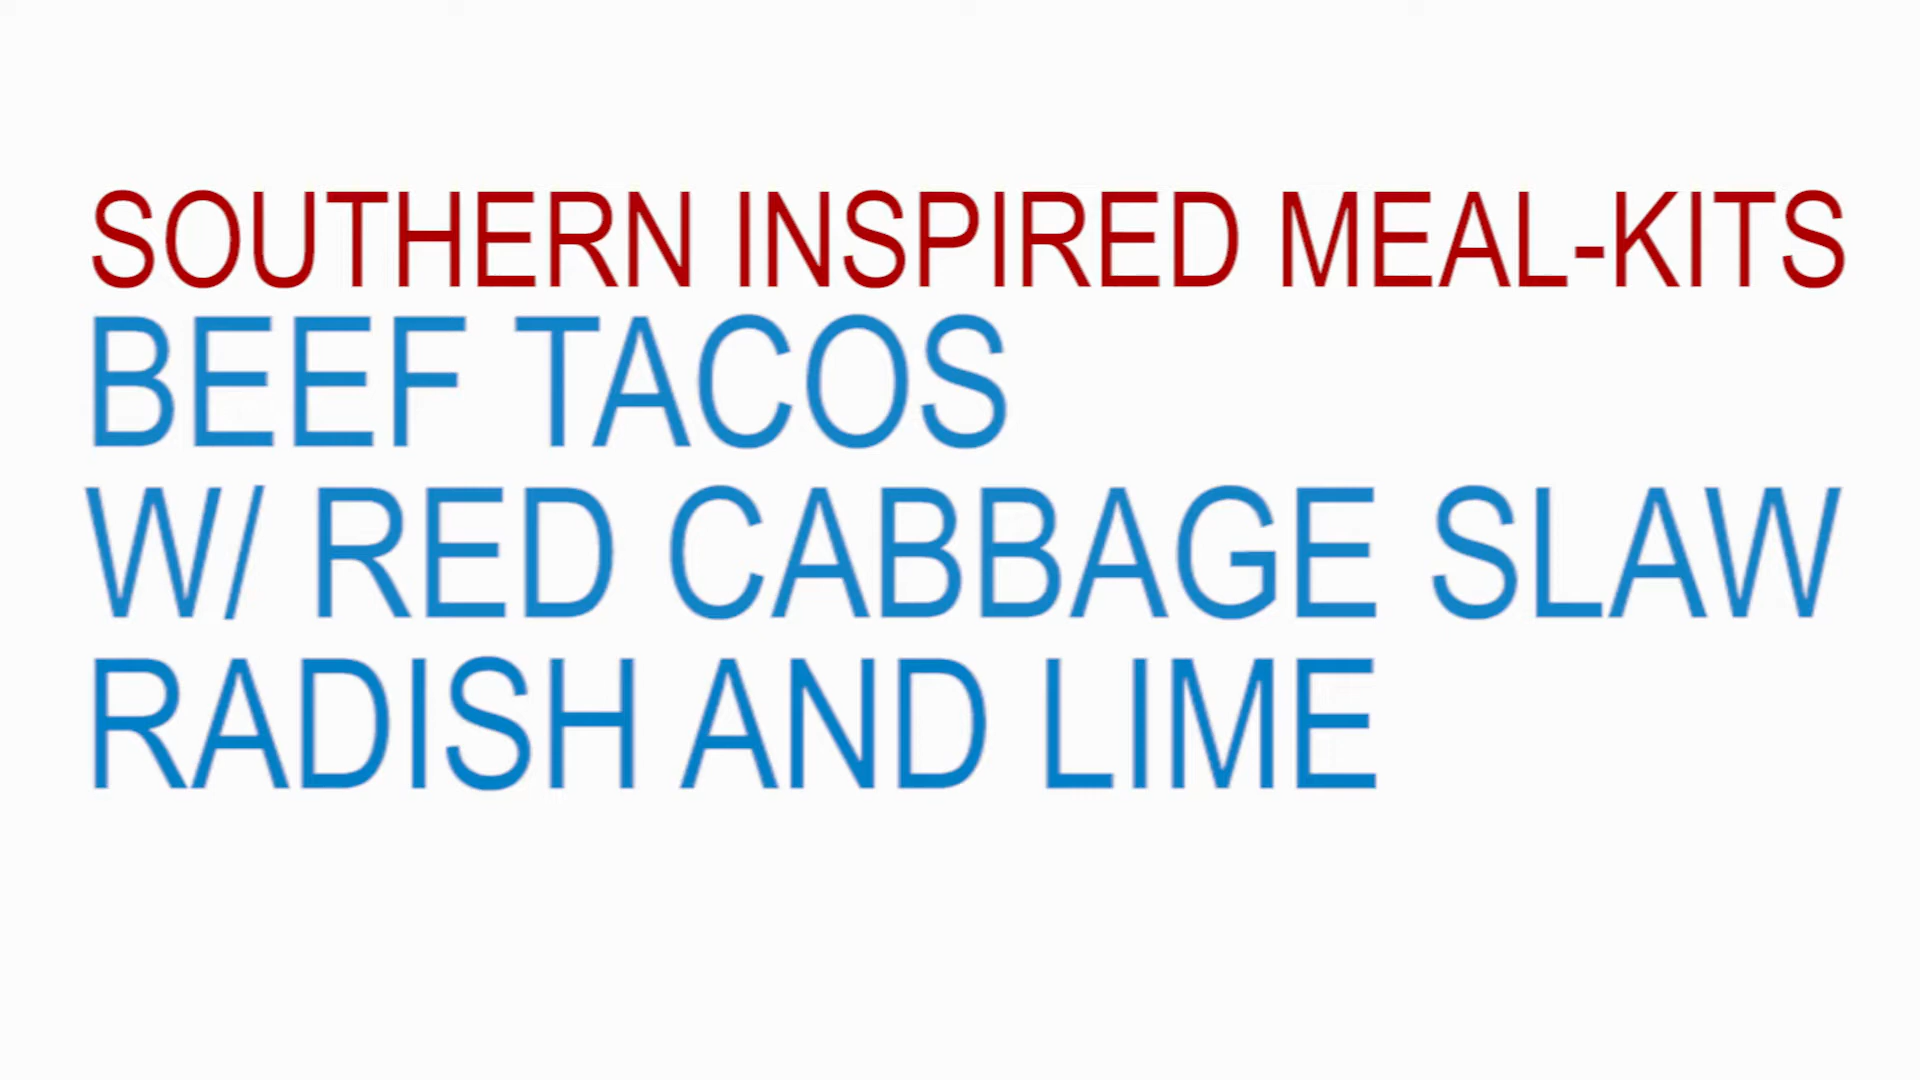 SOUTHERN INSPIRED MEAL-KITS
BEEF TACOS
W/ RED CABBAGE SLAW
RADISH AND LIME